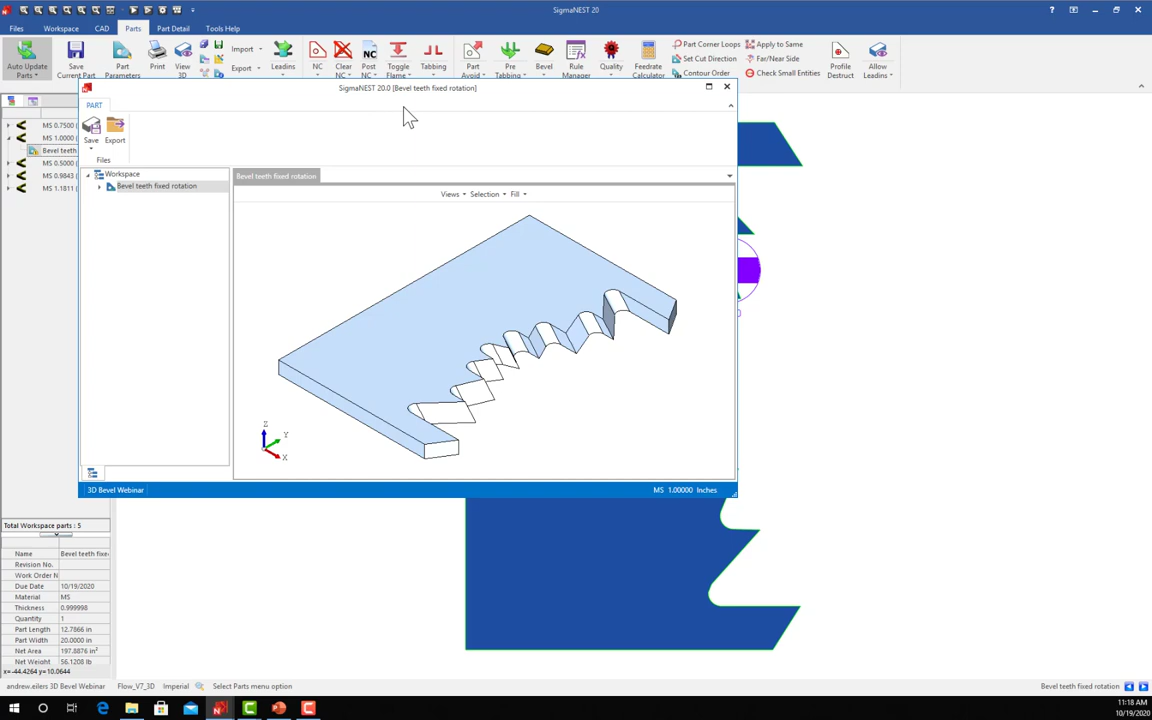 SigmaNEST 20
Files Workspace CAD Parts Part Detail Tools Help
Auto Update Parts
Save Current Part
Part Parameters
Print
View 3D
Import
Export
Leadins
NC
Clear NC
Post NC
Toggle Flame
Tabbing
Part Avoid
Pre Tabbing
Bevel
Rule Manager
Quality
Feedrate Calculator
Part Corner Loops
Set Cut Direction
Contour Order
Apply to Same
Far/Near Side
Check Small Entities
Profile Destruct
Allow Leadins
SigmaNEST 20.0 [Bevel teeth fixed rotation]
PART
Save
Export
Files
MS 0.7500 (
MS 1.0000 (
Bevel teeth
MS 0.5000 (
MS 0.9843 (
MS 1.1811 (
Workspace
Bevel teeth fixed rotation
Bevel teeth fixed rotation
Views Selection Fill
Z
Y
X
3D Bevel Webinar
MS 1.00000 Inches
Total Workspace parts : 5
Name Bevel teeth fixe
Revision No.
Work Order N
Due Date 10/19/2020
Material MS
Thickness 0.999998
Quantity 1
Part Length 12.7866 in
Part Width 20.0000 in
Net Area 197.8876 in²
Net Weight 56.1208 lb
x=-44.4264 y=10.0644
andrew.eilers 3D Bevel Webinar Flow_V7_3D Imperial Select Parts menu option Bevel teeth fixed rotation
11:18 AM
10/19/2020